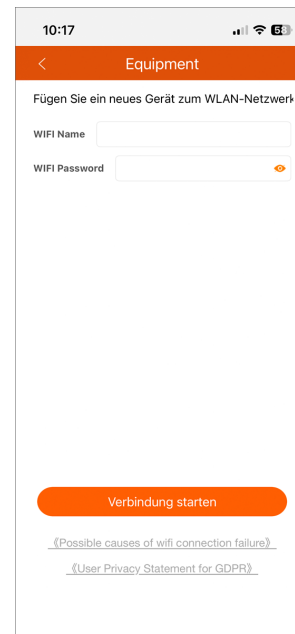 10:17
58
Equipment
Fügen Sie ein neues Gerät zum WLAN-Netzwerk
WIFI Name
WIFI Password
Verbindung starten
《Possible causes of wifi connection failure》
《User Privacy Statement for GDPR》